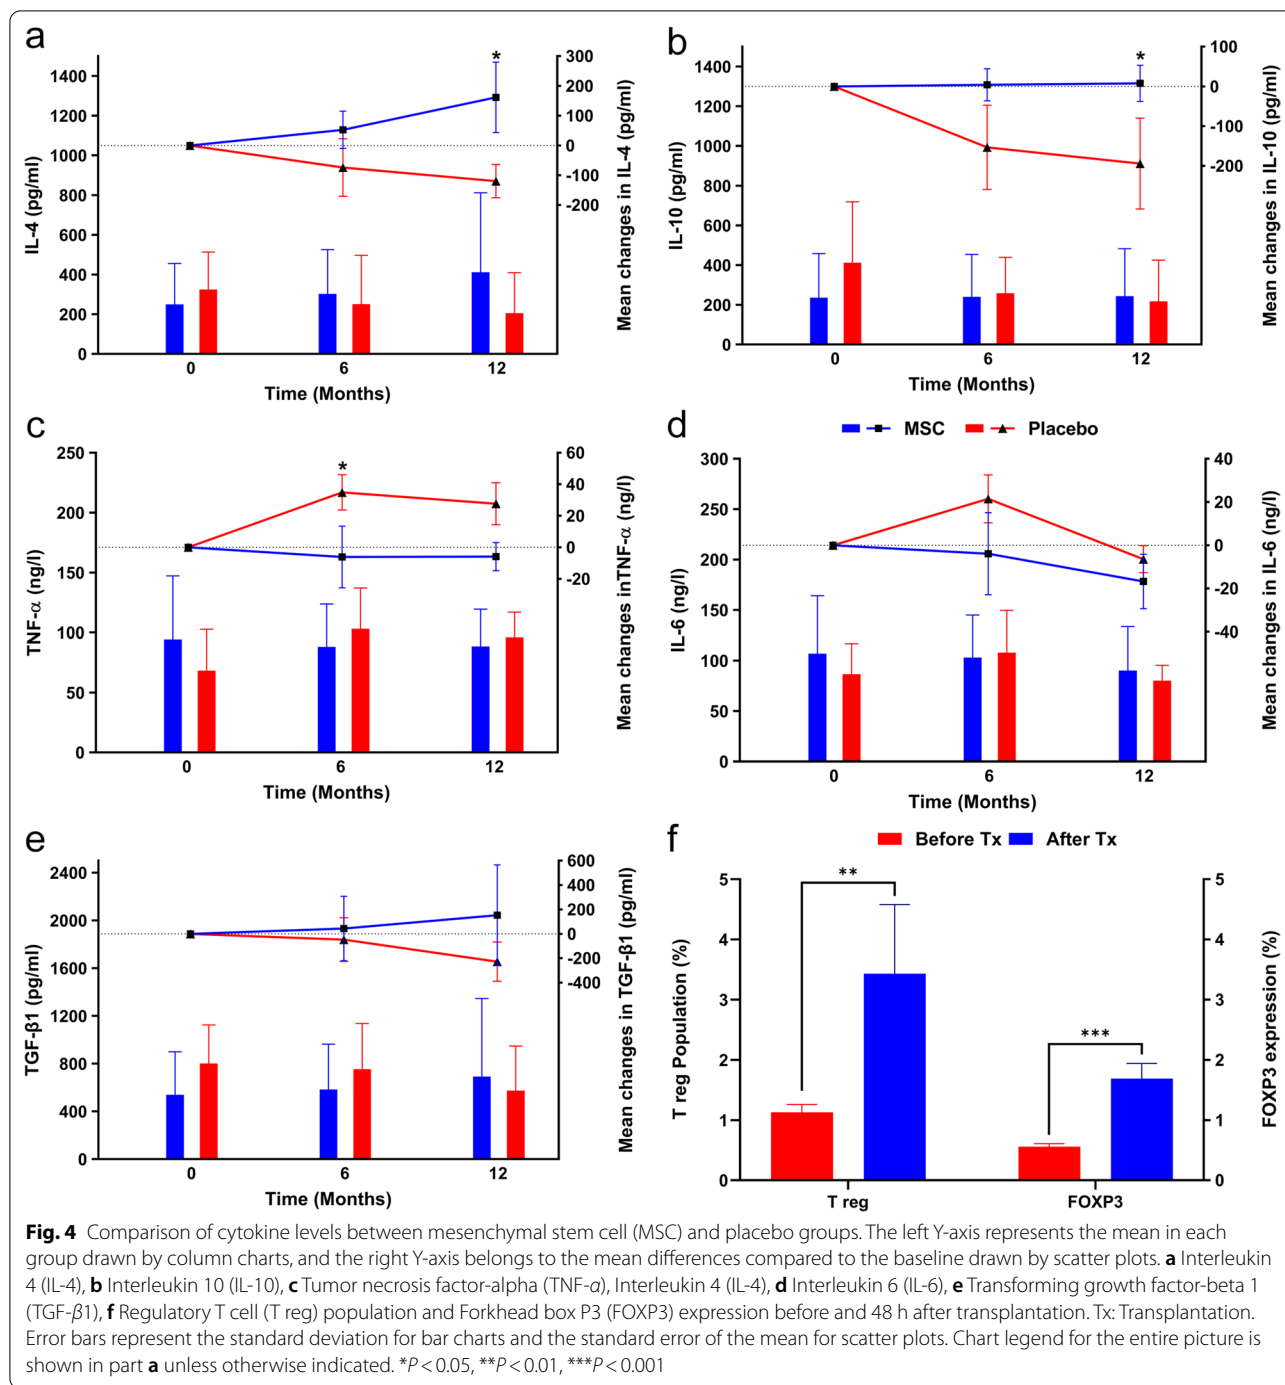 a
1400
1200
1000
800
600
400
200
0
IL-4 (pg/ml)
300
200
100
0
-100
-200
Mean changes in IL-4 (pg/ml)
*
0 6 12
Time (Months)
b
1400
1200
1000
800
600
400
200
0
IL-10 (pg/ml)
100
0
-100
-200
Mean changes in IL-10 (pg/ml)
*
0 6 12
Time (Months)
c
250
200
150
100
50
0
TNF-α (ng/l)
60
40
20
0
-20
Mean changes inTNF-α (ng/l)
*
0 6 12
Time (Months)
d
MSC Placebo
300
250
200
150
100
50
0
IL-6 (ng/l)
40
20
0
-20
-40
Mean changes in IL-6 (ng/l)
0 6 12
Time (Months)
e
2400
2000
1600
1200
800
400
0
TGF-β1 (pg/ml)
600
400
200
0
-200
-400
Mean changes in TGF-β1 (pg/ml)
0 6 12
Time (Months)
f
Before Tx After Tx
5
4
3
2
1
0
T reg Population (%)
5
4
3
2
1
0
FOXP3 expression (%)
**
***
T reg FOXP3
Fig. 4 Comparison of cytokine levels between mesenchymal stem cell (MSC) and placebo groups. The left Y-axis represents the mean in each
group drawn by column charts, and the right Y-axis belongs to the mean differences compared to the baseline drawn by scatter plots. a Interleukin
4 (IL-4), b Interleukin 10 (IL-10), c Tumor necrosis factor-alpha (TNF-α), Interleukin 4 (IL-4), d Interleukin 6 (IL-6), e Transforming growth factor-beta 1
(TGF-β1), f Regulatory T cell (T reg) population and Forkhead box P3 (FOXP3) expression before and 48 h after transplantation. Tx: Transplantation.
Error bars represent the standard deviation for bar charts and the standard error of the mean for scatter plots. Chart legend for the entire picture is
shown in part a unless otherwise indicated. *P < 0.05, **P < 0.01, ***P < 0.001